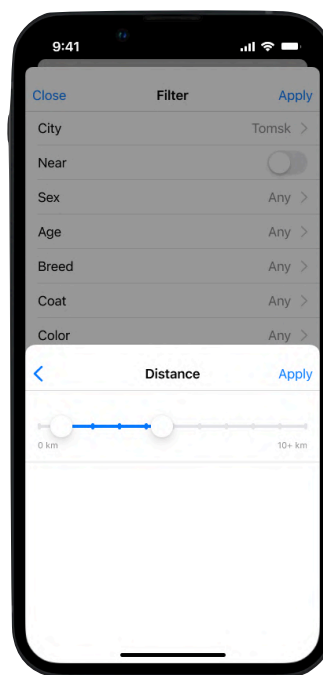 9:41
Close Filter Apply
City Tomsk >
Near
Sex Any >
Age Any >
Breed Any >
Coat Any >
Color Any >
Distance Apply
0 km 10+ km